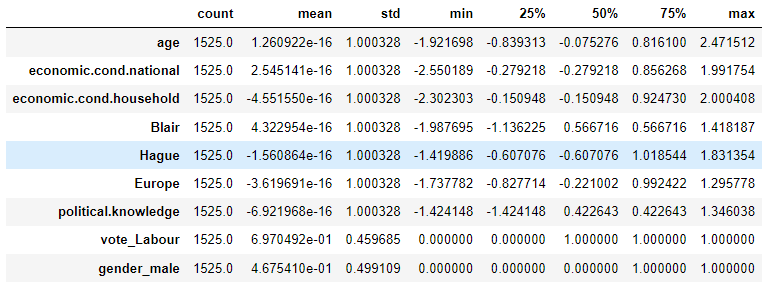 count mean std min 25% 50% 75% max
age 1525.0 1.260922e-16 1.000328 -1.921698 -0.839313 -0.075276 0.816100 2.471512
economic.cond.national 1525.0 2.545141e-16 1.000328 -2.550189 -0.279218 -0.279218 0.856268 1.991754
economic.cond.household 1525.0 -4.551550e-16 1.000328 -2.302303 -0.150948 -0.150948 0.924730 2.000408
Blair 1525.0 4.322954e-16 1.000328 -1.987695 -1.136225 0.566716 0.566716 1.418187
Hague 1525.0 -1.560864e-16 1.000328 -1.419886 -0.607076 -0.607076 1.018544 1.831354
Europe 1525.0 -3.619691e-16 1.000328 -1.737782 -0.827714 -0.221002 0.992422 1.295778
political.knowledge 1525.0 -6.921968e-16 1.000328 -1.424148 -1.424148 0.422643 0.422643 1.346038
vote_Labour 1525.0 6.970492e-01 0.459685 0.000000 0.000000 1.000000 1.000000 1.000000
gender_male 1525.0 4.675410e-01 0.499109 0.000000 0.000000 0.000000 1.000000 1.000000